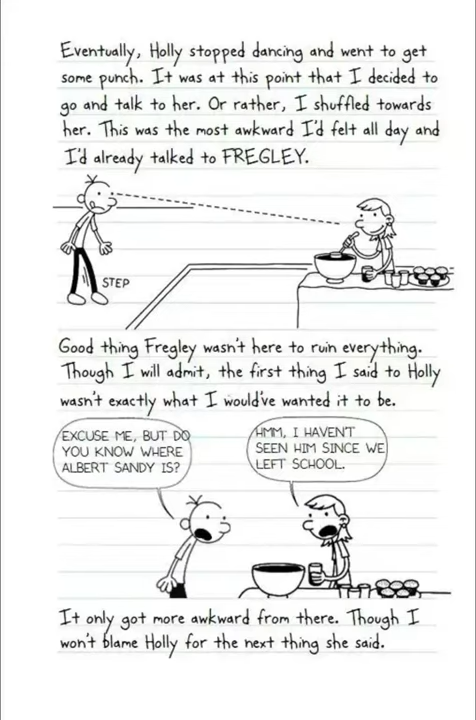 Eventually, Holly stopped dancing and went to get
some punch. It was at this point that I decided to
go and talk to her. Or rather, I shuffled towards
her. This was the most awkward I'd felt all day and
I'd already talked to FREGLEY.
STEP
Good thing Fregley wasn't here to ruin everything.
Though I will admit, the first thing I said to Holly
wasn't exactly what I would've wanted it to be.
EXCUSE ME, BUT DO
YOU KNOW WHERE
ALBERT SANDY IS?
HMM, I HAVEN'T
SEEN HIM SINCE WE
LEFT SCHOOL.
It only got more awkward from there. Though I
won't blame Holly for the next thing she said.